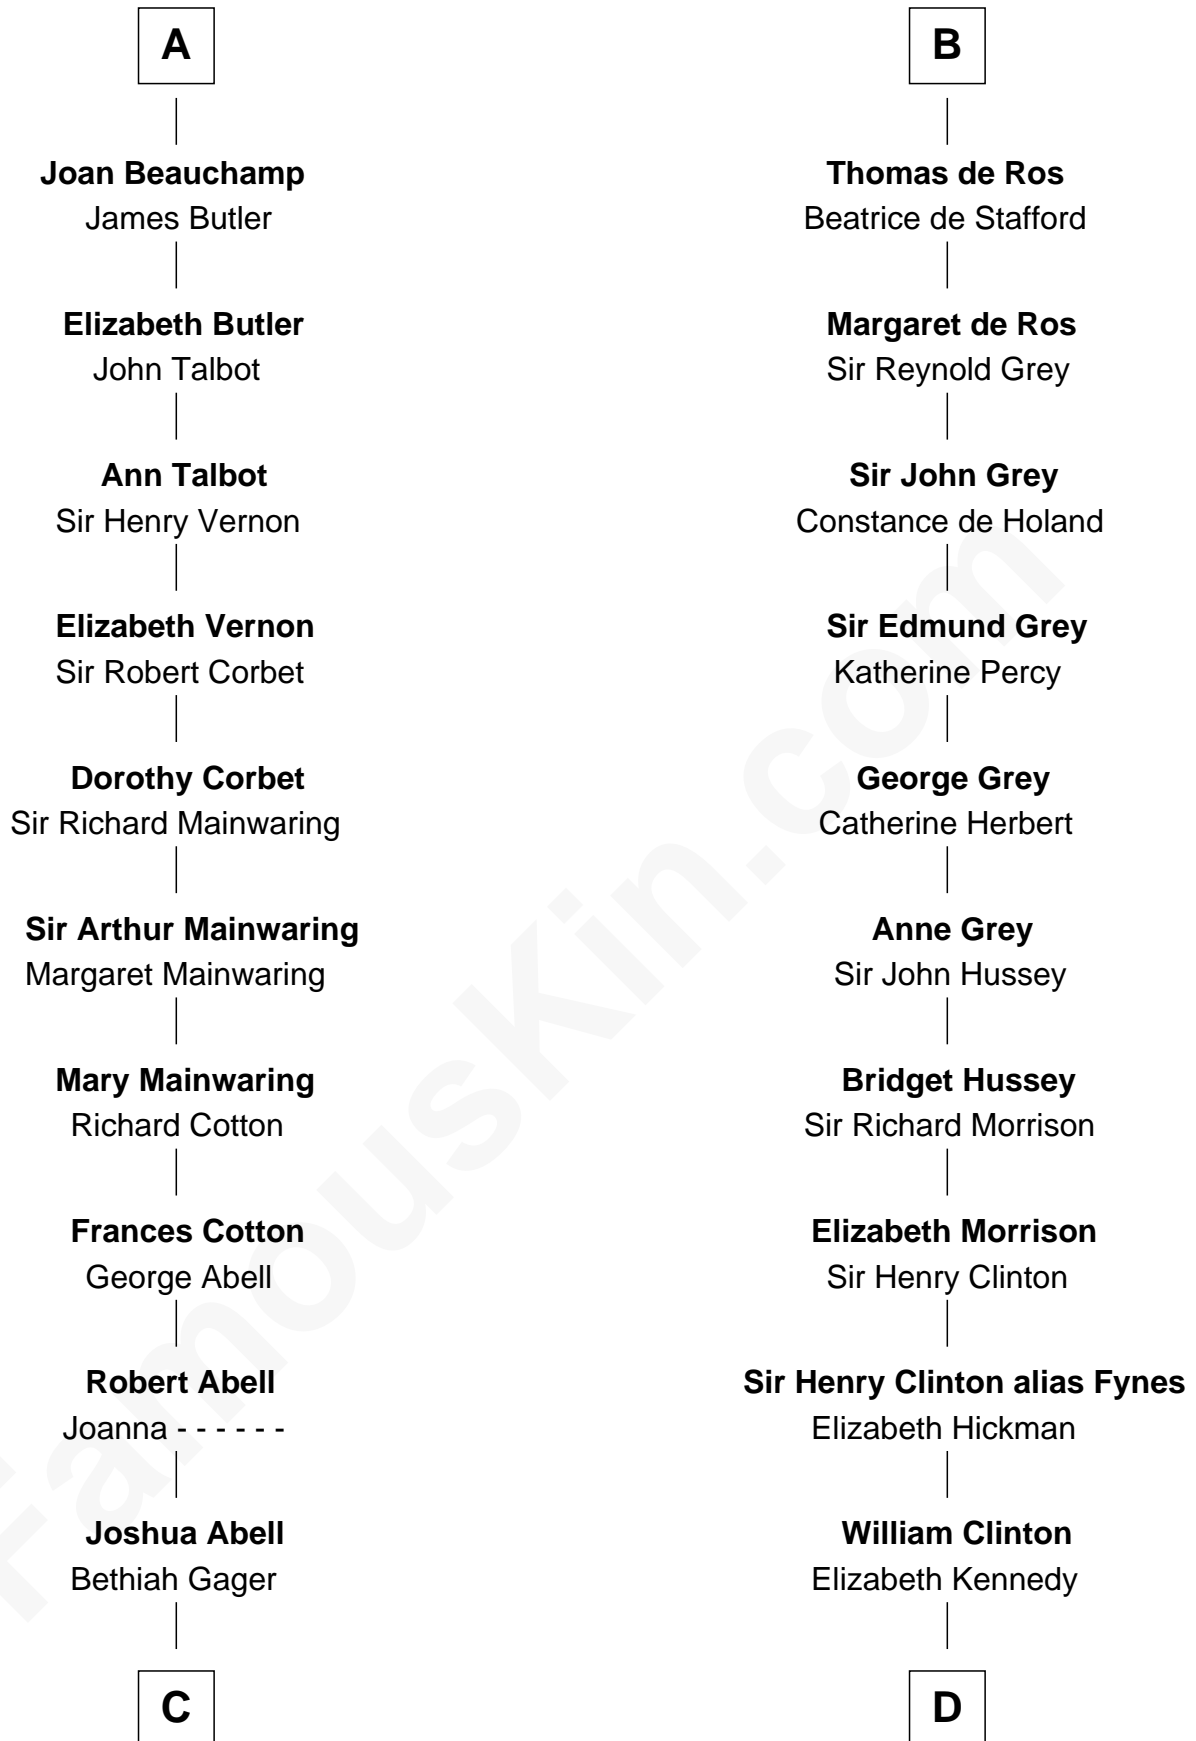 A
Joan Beauchamp
James Butler
Elizabeth Butler
John Talbot
Ann Talbot
Sir Henry Vernon
Elizabeth Vernon
Sir Robert Corbet
Dorothy Corbet
Sir Richard Mainwaring
Sir Arthur Mainwaring
Margaret Mainwaring
Mary Mainwaring
Richard Cotton
Frances Cotton
George Abell
Robert Abell
Joanna - - - - - -
Joshua Abell
Bethiah Gager
C
B
Thomas de Ros
Beatrice de Stafford
Margaret de Ros
Sir Reynold Grey
Sir John Grey
Constance de Holand
Sir Edmund Grey
Katherine Percy
George Grey
Catherine Herbert
Anne Grey
Sir John Hussey
Bridget Hussey
Sir Richard Morrison
Elizabeth Morrison
Sir Henry Clinton
Sir Henry Clinton alias Fynes
Elizabeth Hickman
William Clinton
Elizabeth Kennedy
D
FamousKin.com